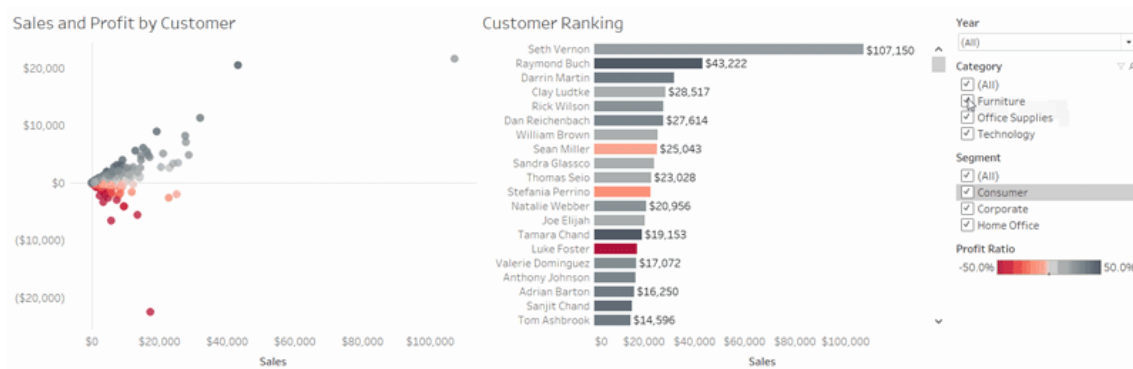 Sales and Profit by Customer
$20,000
$10,000
$0
($10,000)
($20,000)
$0 $20,000 $40,000 $60,000 $80,000 $100,000
Sales
Customer Ranking
Seth Vernon $107,150
Raymond Buch $43,222
Darrin Martin
Clay Ludtke $28,517
Rick Wilson
Dan Reichenbach $27,614
William Brown
Sean Miller $25,043
Sandra Glassco
Thomas Seio $23,028
Stefania Perrino
Natalie Webber $20,956
Joe Elijah
Tamara Chand $19,153
Luke Foster
Valerie Dominguez $17,072
Anthony Johnson
Adrian Barton $16,250
Sanjit Chand
Tom Ashbrook $14,596
$0 $20,000 $40,000 $60,000 $80,000 $100,000
Sales
Year
(All)
Category
(All)
Furniture
Office Supplies
Technology
Segment
(All)
Consumer
Corporate
Home Office
Profit Ratio
-50.0% 50.0%